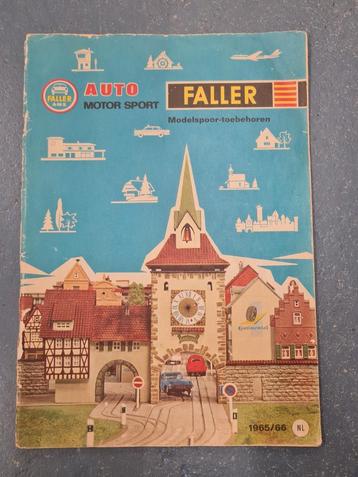 FALLER
AMS
AUTO
MOTOR SPORT
FALLER
Modelspoor-toebehoren
Continental
1965/66
NL